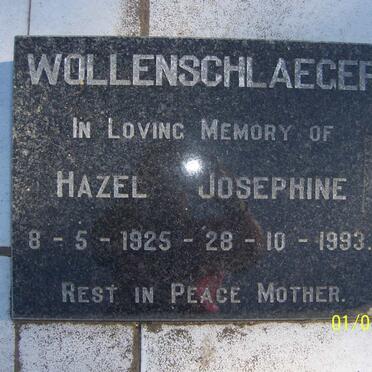 WOLLENSCHLAEGER
IN LOVING MEMORY OF
HAZEL JOSEPHINE
8 - 5 - 1925 - 28 - 10 - 1993.
REST IN PEACE MOTHER.
01/0